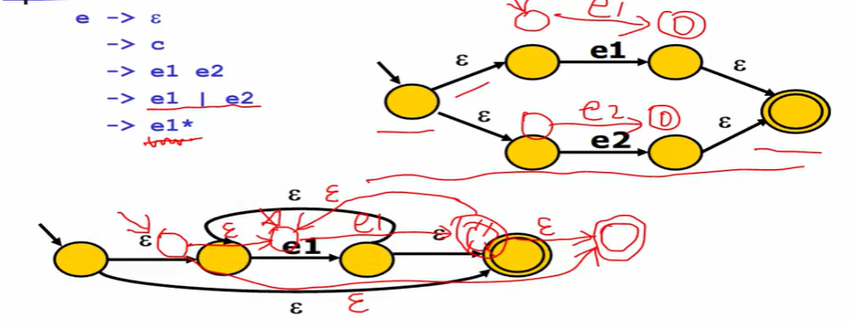 e -> ε
-> c
-> e1 e2
-> e1 | e2
-> e1*
e1
ε e1 ε
ε e2 ε
e2
ε ε
ε ε e1 e1 ε ε
ε ε